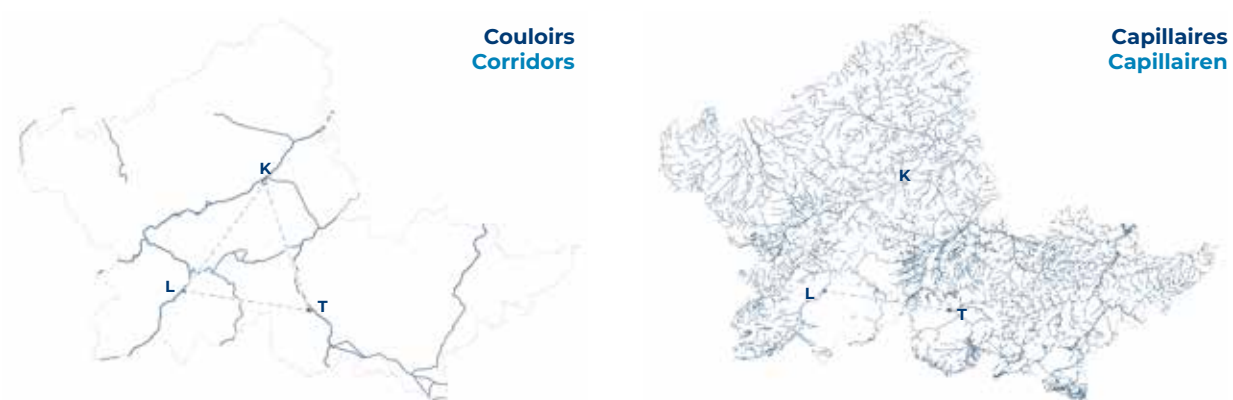 Couloirs
Corridors
K
L
T
Capillaires
Capillairen
K
L
T